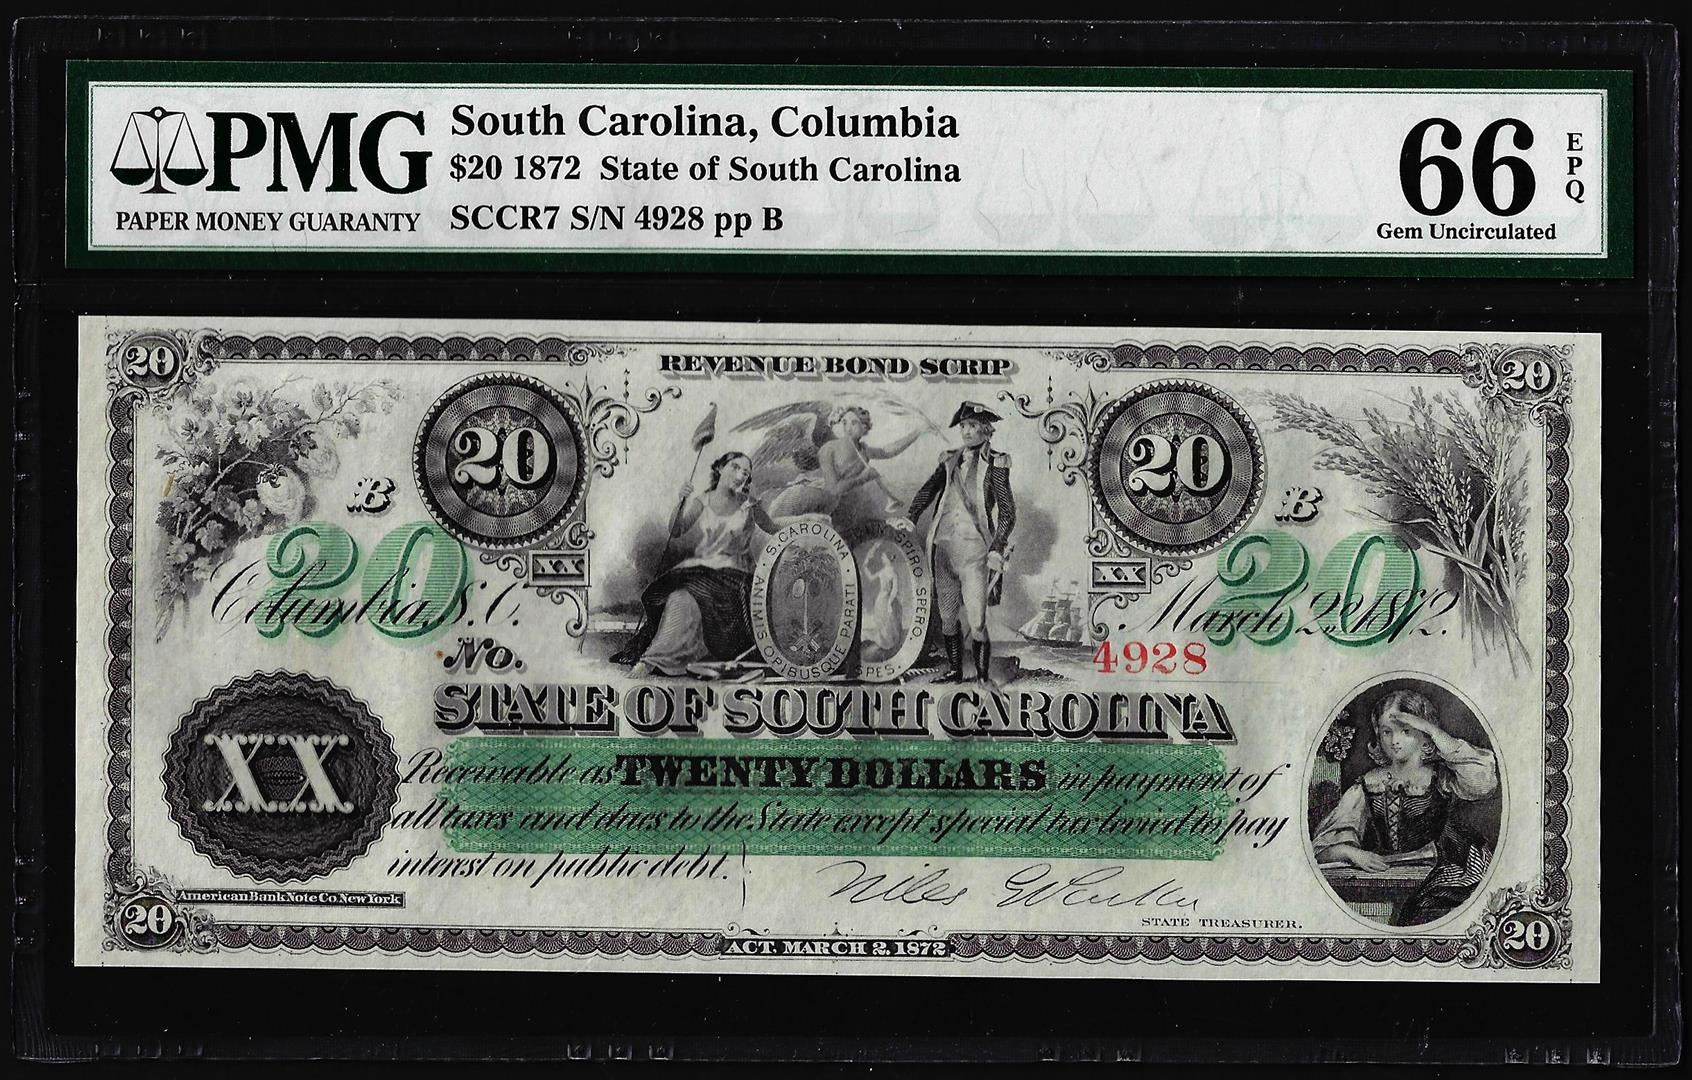 PMG
PAPER MONEY GUARANTY
South Carolina, Columbia
$20 1872 State of South Carolina
SCCR7 S/N 4928 pp B
66
EPQ
Gem Uncirculated
20
20
REVENUE BOND SCRIP
20
20
B
B
20
20
XX
XX
Columbia, S.C.
March 2nd 1872.
S. CAROLINA.
ANIMIS OPIBUSQUE PARATI
DUM SPIRO SPERO.
SPES.
No.
4928
STATE OF SOUTH CAROLINA
XX
Receivable as TWENTY DOLLARS in payment of
all taxes and dues to the State except special tax levied to pay
interest on public debt.
Niles G Parker
STATE TREASURER.
American Bank Note Co. New York
20
20
ACT. MARCH 2, 1872